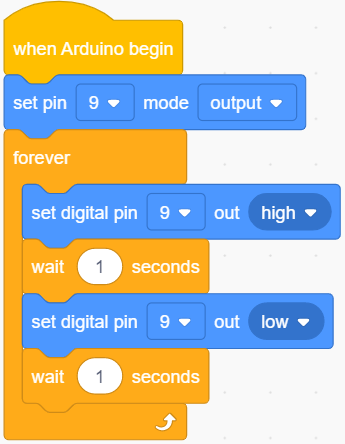 when Arduino begin
set pin 9 mode output
forever
set digital pin 9 out high
wait 1 seconds
set digital pin 9 out low
wait 1 seconds